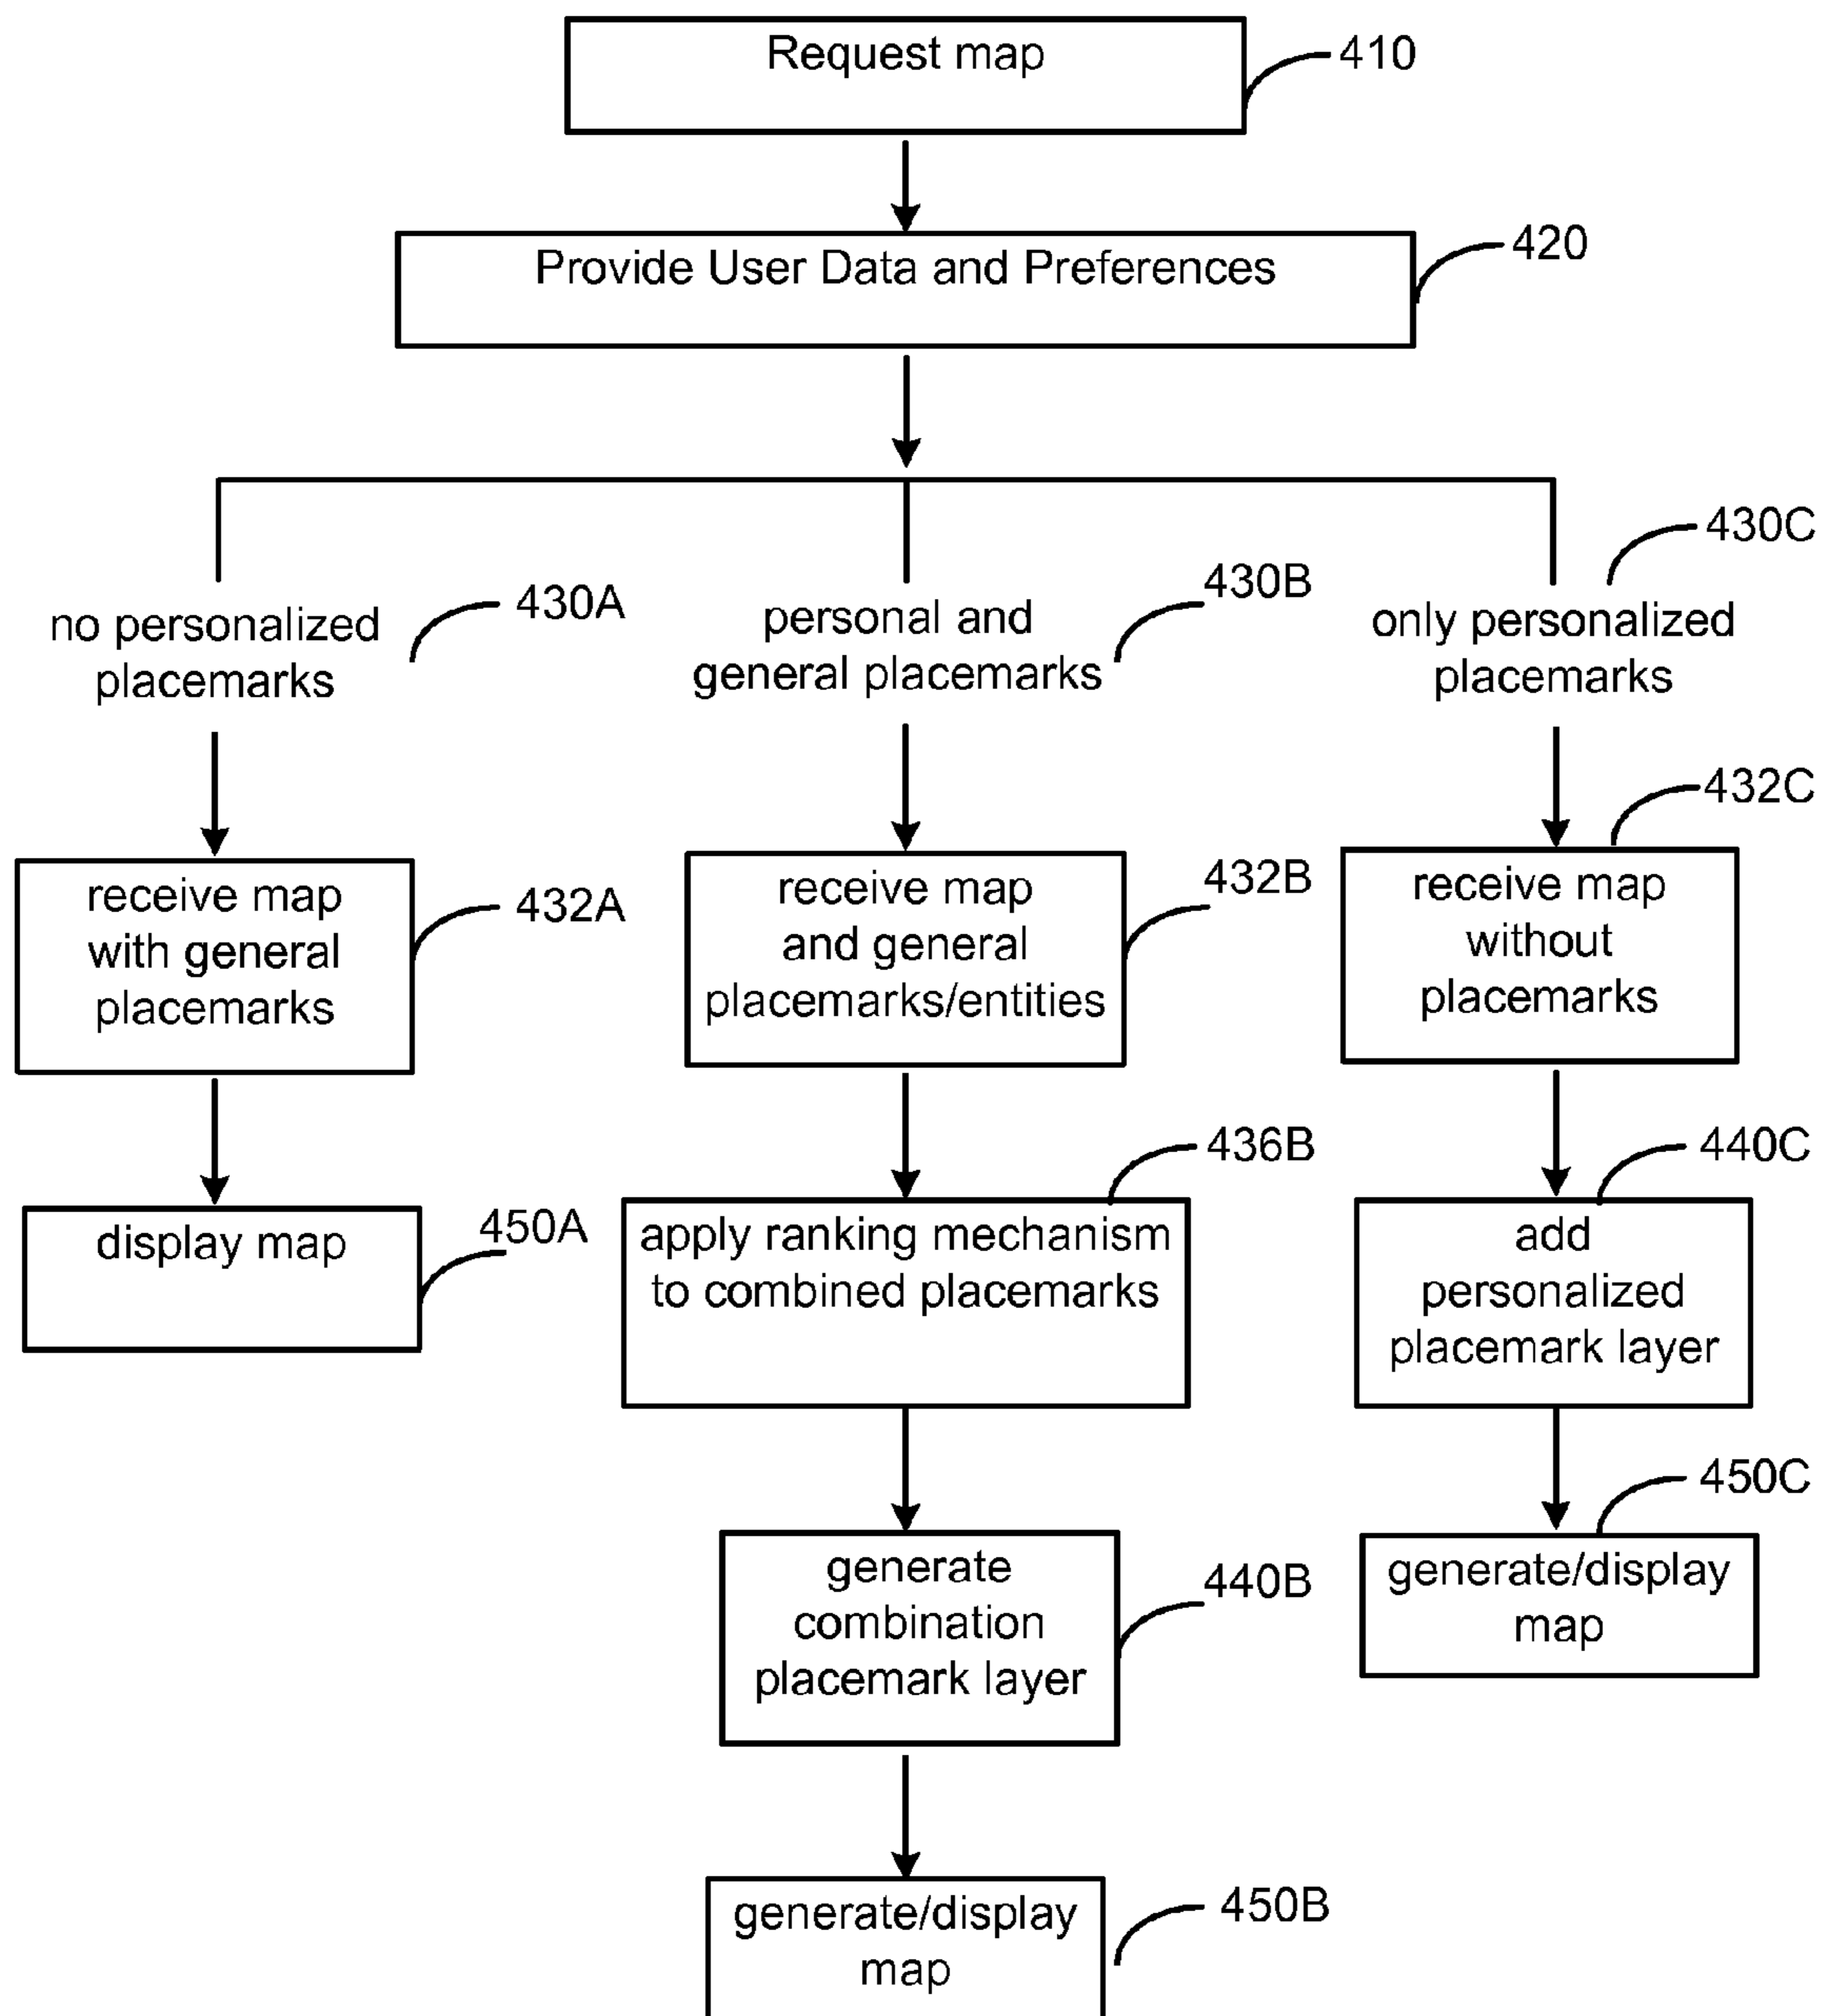 Request map
410
Provide User Data and Preferences
420
no personalized
placemarks
430A
personal and
general placemarks
430B
only personalized
placemarks
430C
receive map
with general
placemarks
432A
receive map
and general
placemarks/entities
432B
receive map
without
placemarks
432C
display map
450A
apply ranking mechanism
to combined placemarks
436B
add
personalized
placemark layer
440C
generate
combination
placemark layer
440B
generate/display
map
450C
generate/display
map
450B